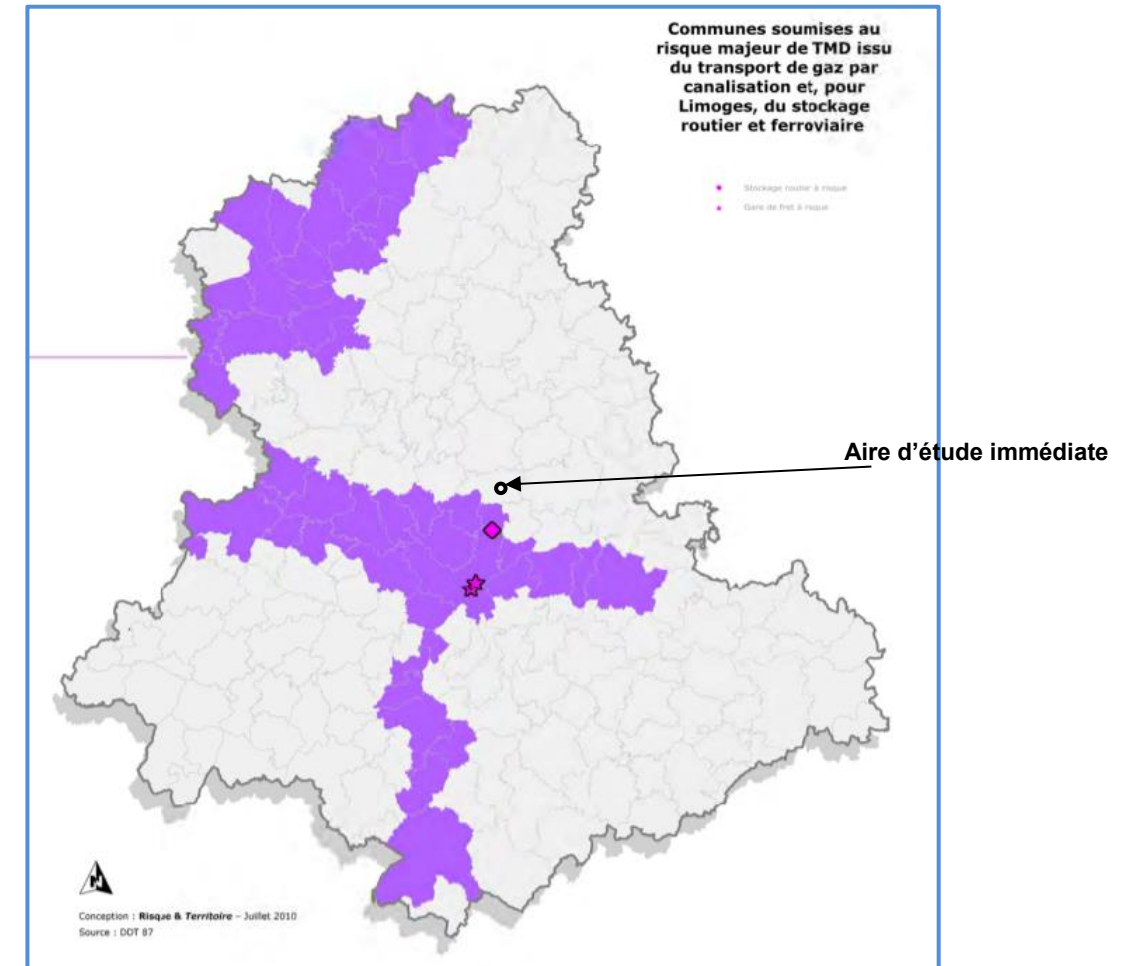 Communes soumises au
risque majeur de TMD issu
du transport de gaz par
canalisation et, pour
Limoges, du stockage
routier et ferroviaire
Stockage routier à risque
Gare de fret à risque
Aire d'étude immédiate
Conception : Risque & Territoire – Juillet 2010
Source : DDT 87